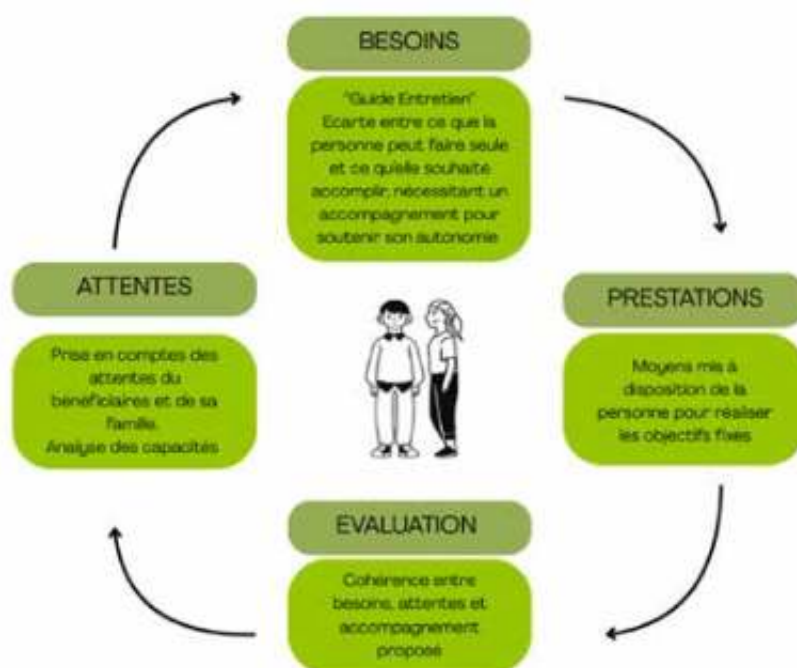 BESOINS
"Guide Entretien"
Ecarte entre ce que la
personne peut faire seule
et ce qu'elle souhaite
accomplir, nécessitant un
accompagnement pour
soutenir son autonomie
ATTENTES
Prise en comptes des
attentes du
bénéficiaires et de sa
famille.
Analyse des capacités
PRESTATIONS
Moyens mis à
disposition de la
personne pour réaliser
les objectifs fixes
EVALUATION
Cohérence entre
besoins, attentes et
accompagnement
proposé